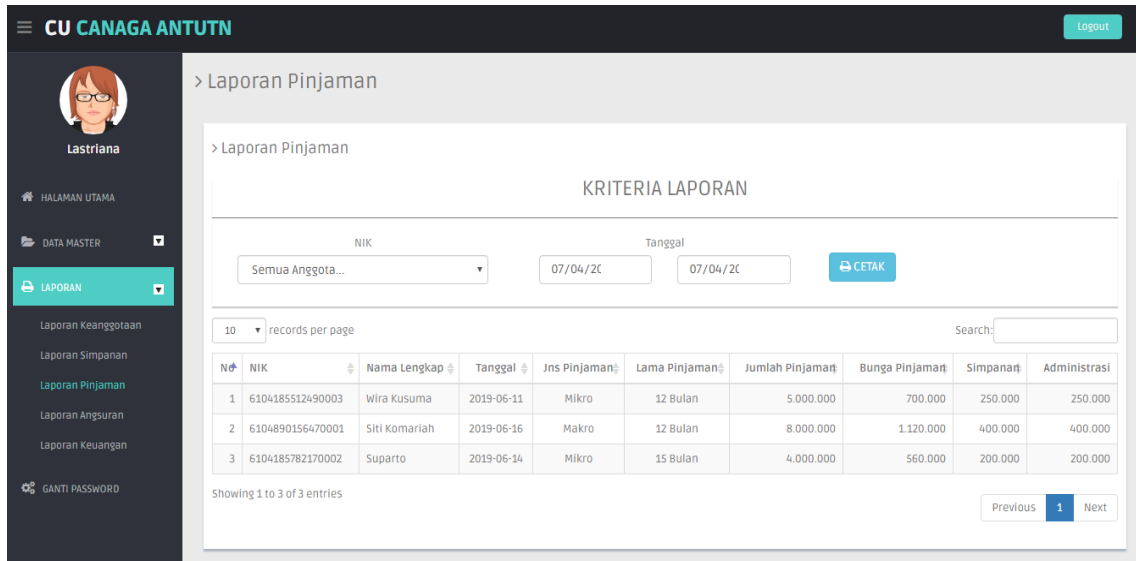 CU CANAGA ANTUTN
Logout
Lastriana
HALAMAN UTAMA
DATA MASTER
LAPORAN
Laporan Keanggotaan
Laporan Simpanan
Laporan Pinjaman
Laporan Angsuran
Laporan Keuangan
GANTI PASSWORD
> Laporan Pinjaman
> Laporan Pinjaman
KRITERIA LAPORAN
NIK Tanggal
Semua Anggota... 07/04/20 07/04/20 CETAK
10 records per page Search:
No NIK Nama Lengkap Tanggal Jns Pinjaman Lama Pinjaman Jumlah Pinjaman Bunga Pinjaman Simpanan Administrasi
1 6104185512490003 Wira Kusuma 2019-06-11 Mikro 12 Bulan 5.000.000 700.000 250.000 250.000
2 6104890156470001 Siti Komariah 2019-06-16 Makro 12 Bulan 8.000.000 1.120.000 400.000 400.000
3 6104185782170002 Suparto 2019-06-14 Mikro 15 Bulan 4.000.000 560.000 200.000 200.000
Showing 1 to 3 of 3 entries
Previous 1 Next